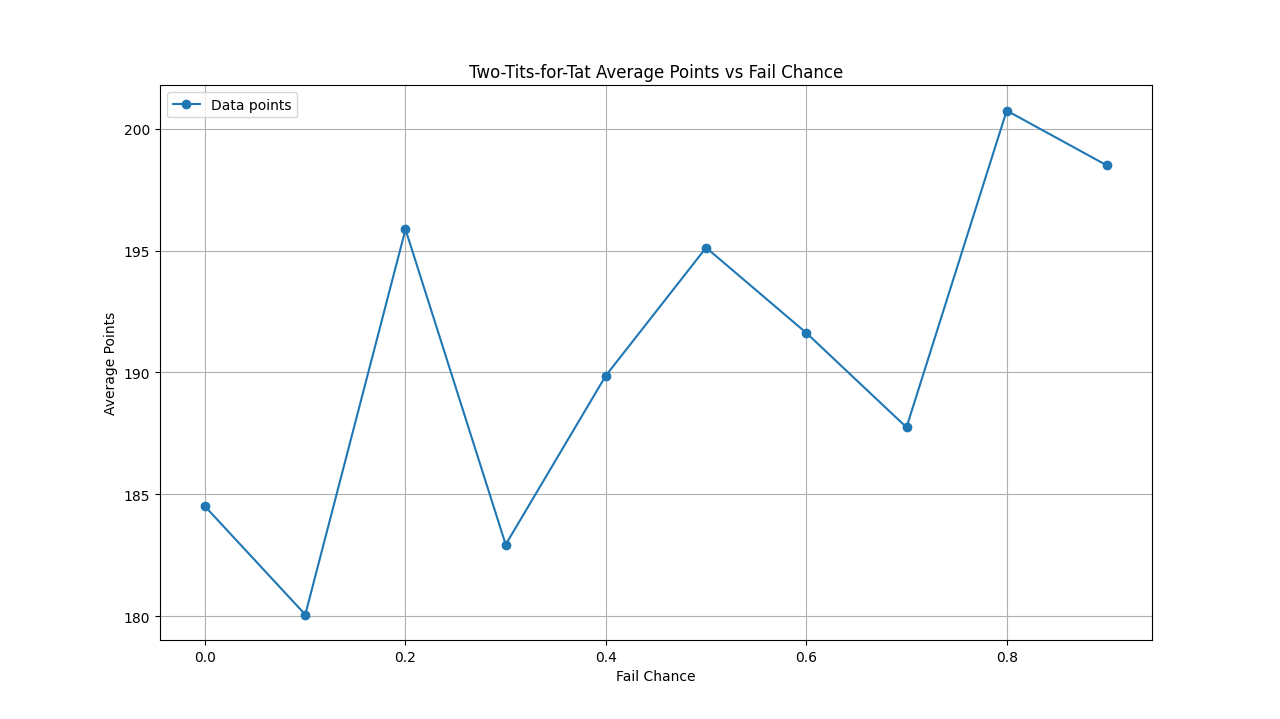 Two-Tits-for-Tat Average Points vs Fail Chance
Data points
Average Points
200
195
190
185
180
0.0 0.2 0.4 0.6 0.8
Fail Chance